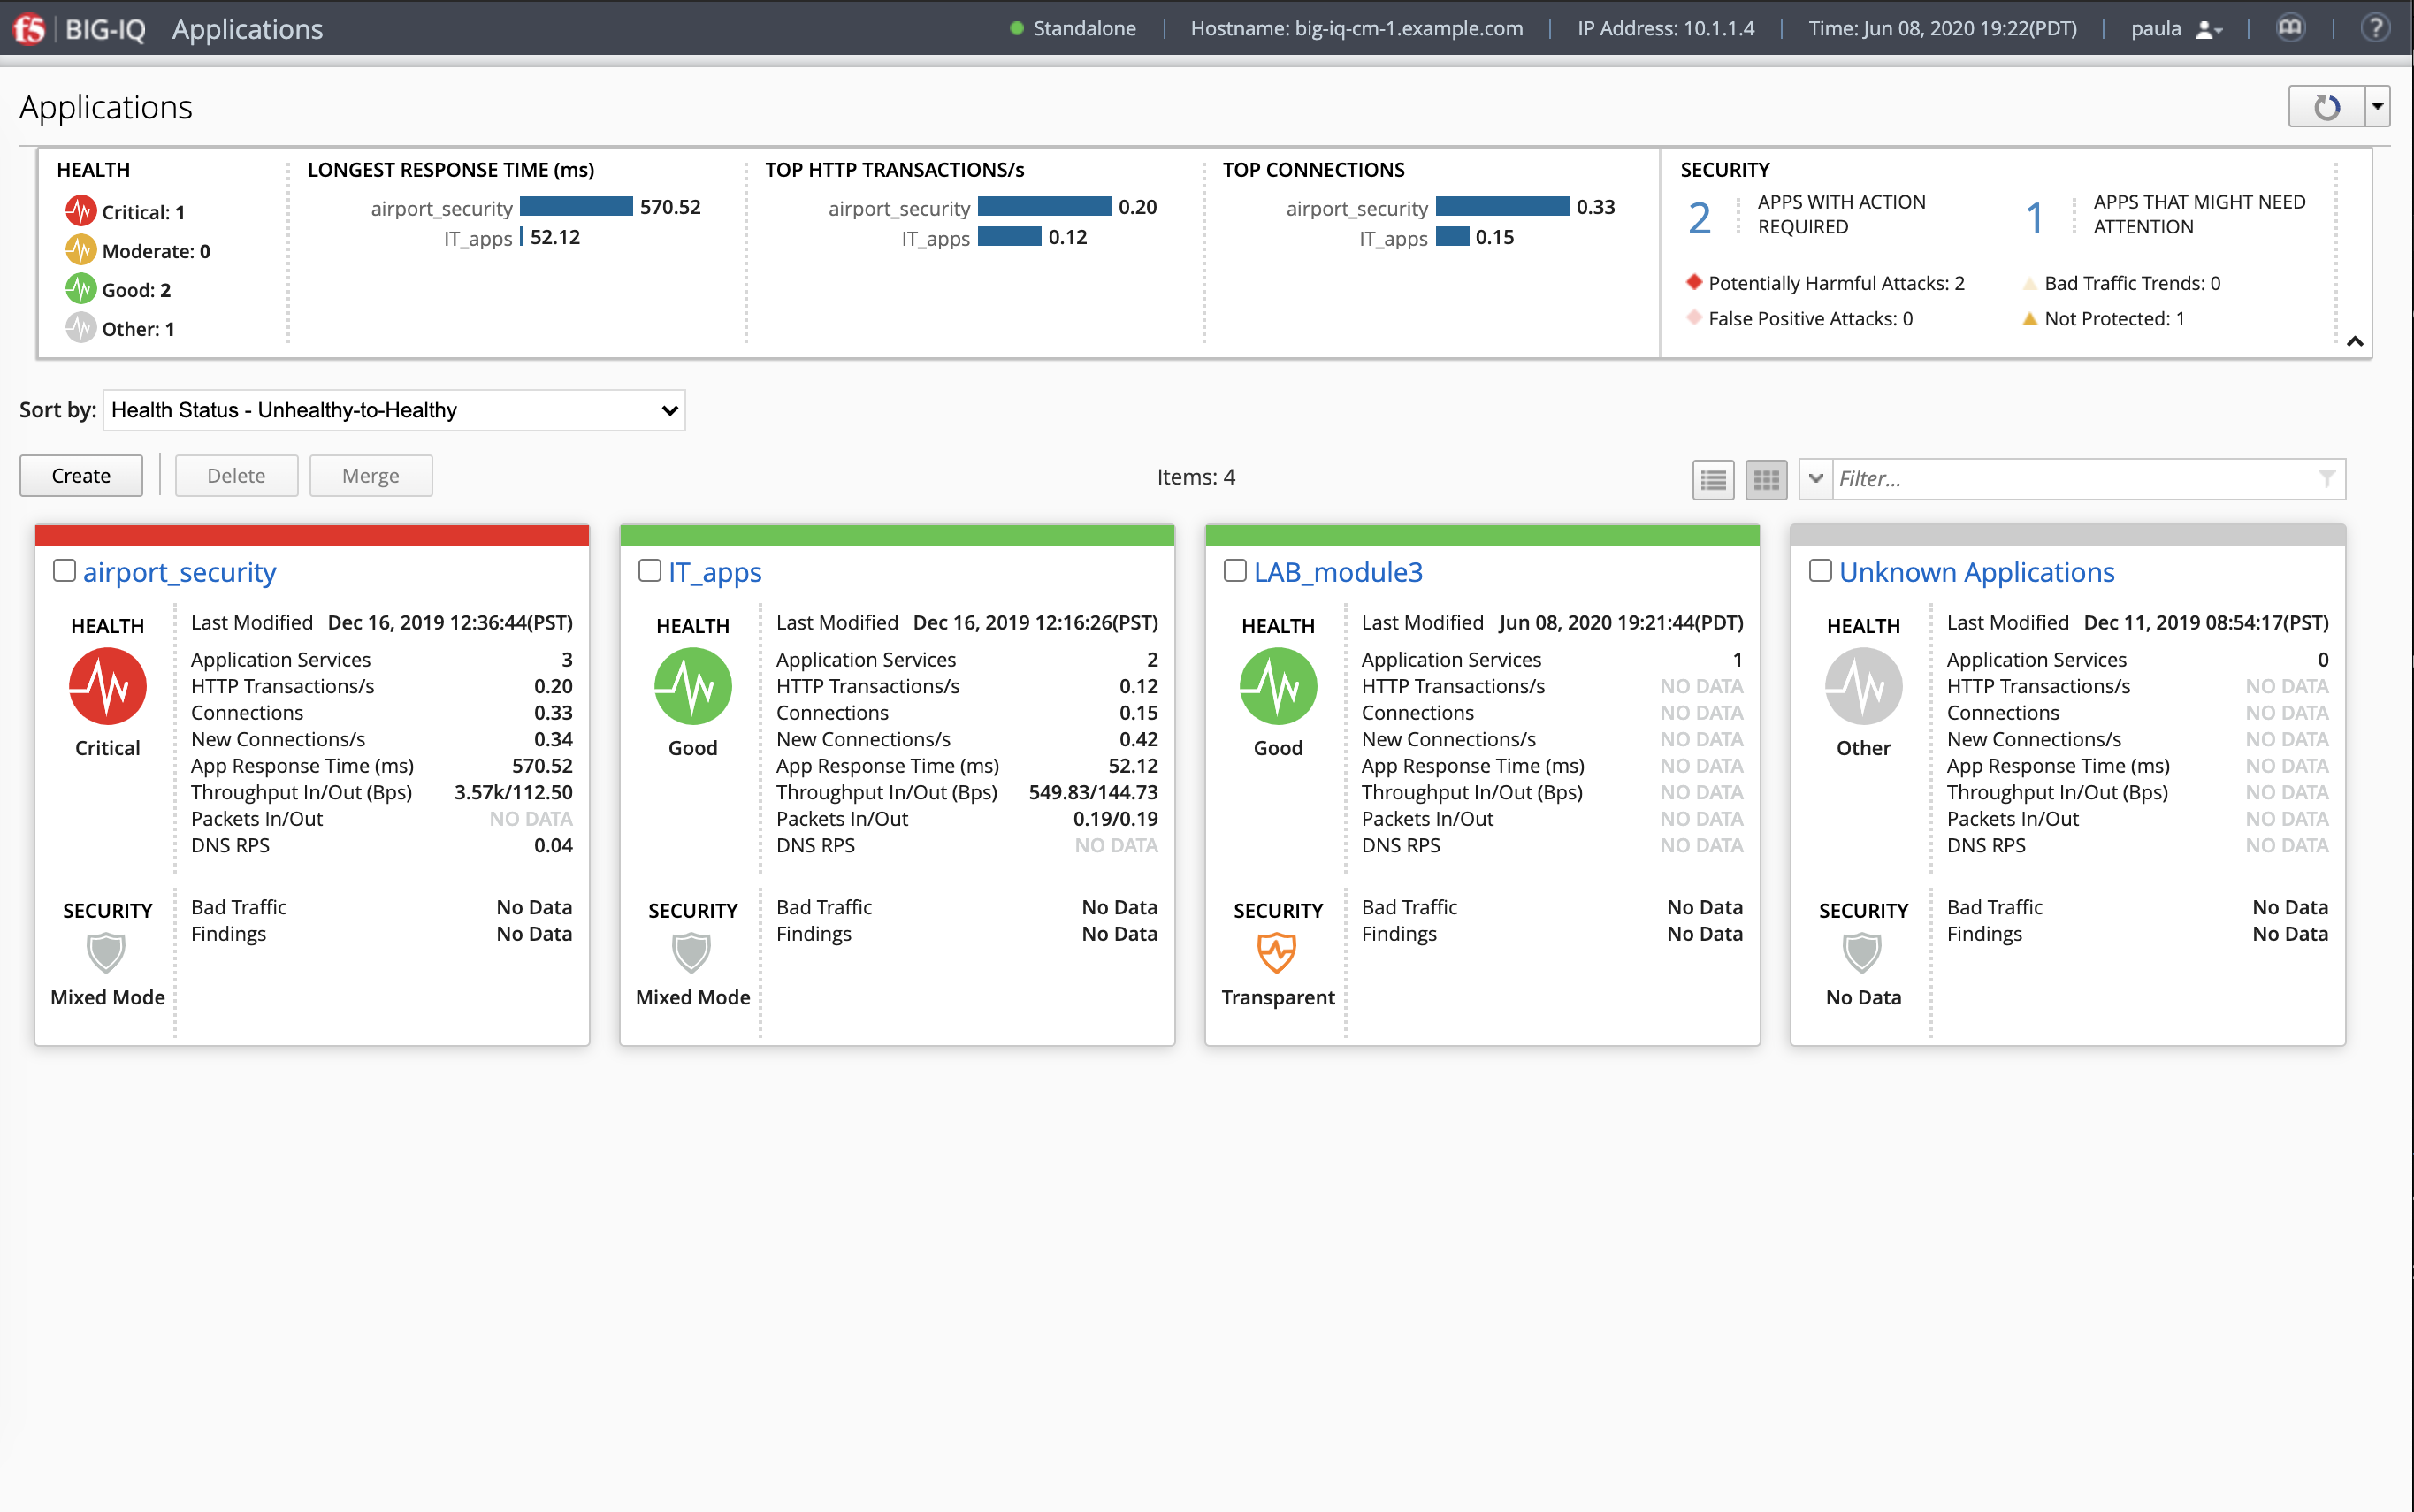 f5 BIG-IQ Applications
Standalone
Hostname: big-iq-cm-1.example.com
IP Address: 10.1.1.4
Time: Jun 08, 2020 19:22(PDT)
paula
?
Applications
HEALTH
Critical: 1
Moderate: 0
Good: 2
Other: 1
LONGEST RESPONSE TIME (ms)
airport_security 570.52
IT_apps 52.12
TOP HTTP TRANSACTIONS/s
airport_security 0.20
IT_apps 0.12
TOP CONNECTIONS
airport_security 0.33
IT_apps 0.15
SECURITY
2 APPS WITH ACTION
REQUIRED
Potentially Harmful Attacks: 2
False Positive Attacks: 0
1 APPS THAT MIGHT NEED
ATTENTION
Bad Traffic Trends: 0
Not Protected: 1
Sort by: Health Status - Unhealthy-to-Healthy
Create
Delete
Merge
Items: 4
Filter...
airport_security
HEALTH
Critical
Last Modified Dec 16, 2019 12:36:44(PST)
Application Services 3
HTTP Transactions/s 0.20
Connections 0.33
New Connections/s 0.34
App Response Time (ms) 570.52
Throughput In/Out (Bps) 3.57k/112.50
Packets In/Out NO DATA
DNS RPS 0.04
SECURITY
Mixed Mode
Bad Traffic No Data
Findings No Data
IT_apps
HEALTH
Good
Last Modified Dec 16, 2019 12:16:26(PST)
Application Services 2
HTTP Transactions/s 0.12
Connections 0.15
New Connections/s 0.42
App Response Time (ms) 52.12
Throughput In/Out (Bps) 549.83/144.73
Packets In/Out 0.19/0.19
DNS RPS NO DATA
SECURITY
Mixed Mode
Bad Traffic No Data
Findings No Data
LAB_module3
HEALTH
Good
Last Modified Jun 08, 2020 19:21:44(PDT)
Application Services 1
HTTP Transactions/s NO DATA
Connections NO DATA
New Connections/s NO DATA
App Response Time (ms) NO DATA
Throughput In/Out (Bps) NO DATA
Packets In/Out NO DATA
DNS RPS NO DATA
SECURITY
Transparent
Bad Traffic No Data
Findings No Data
Unknown Applications
HEALTH
Other
Last Modified Dec 11, 2019 08:54:17(PST)
Application Services 0
HTTP Transactions/s NO DATA
Connections NO DATA
New Connections/s NO DATA
App Response Time (ms) NO DATA
Throughput In/Out (Bps) NO DATA
Packets In/Out NO DATA
DNS RPS NO DATA
SECURITY
No Data
Bad Traffic No Data
Findings No Data